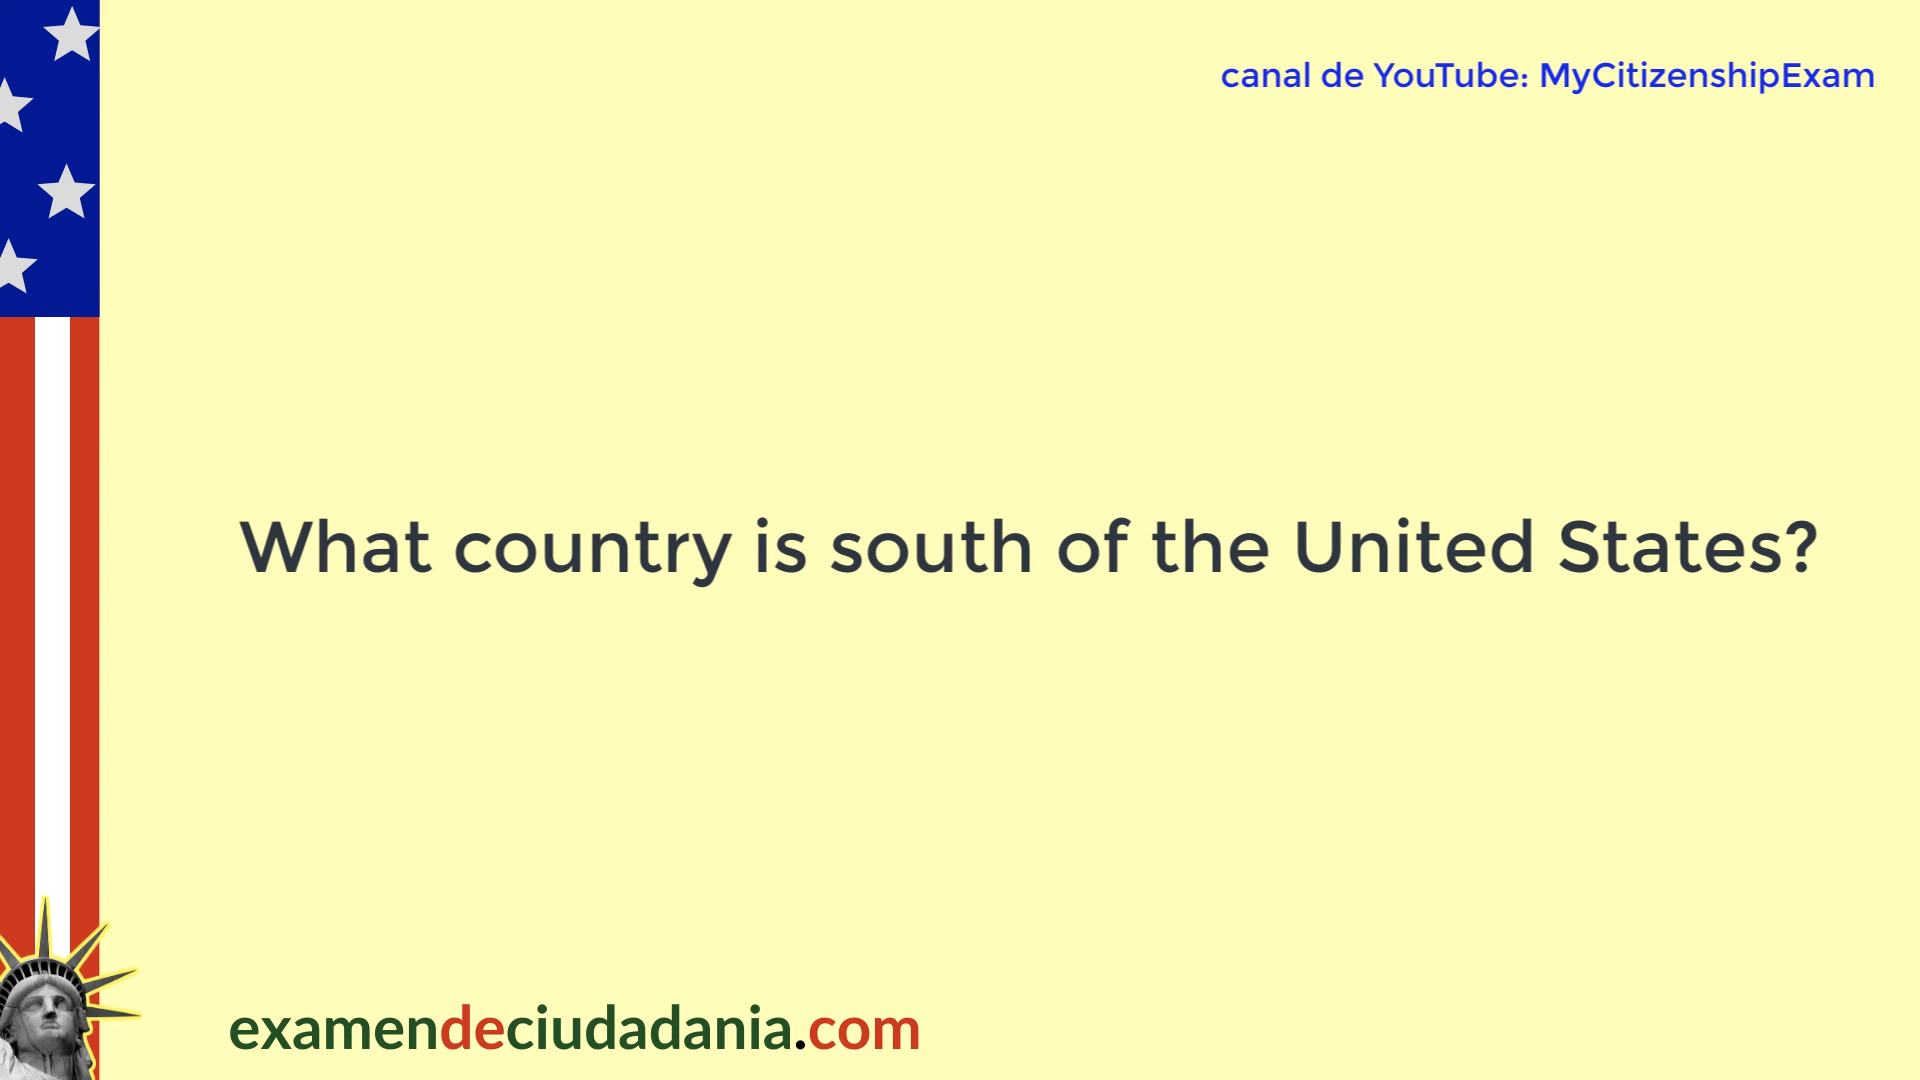 canal de YouTube: MyCitizenshipExam
What country is south of the United States?
examendeciudadania.com